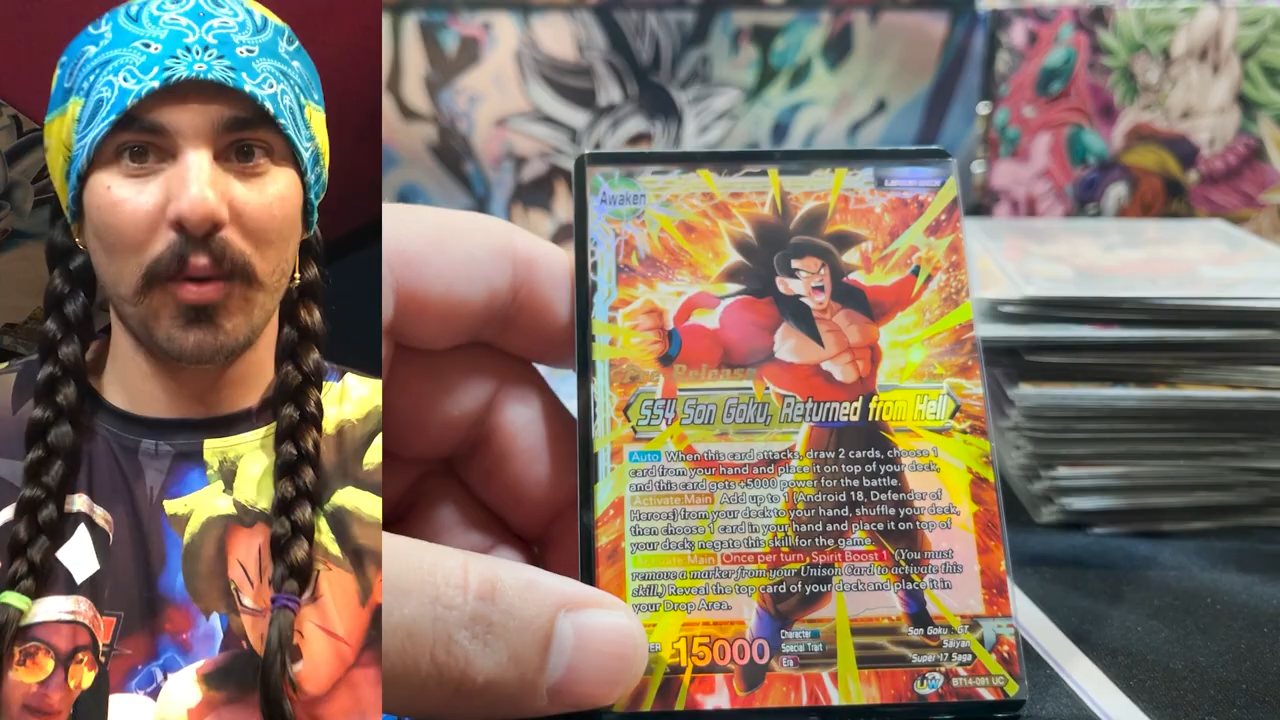 Awaken
Pre Release
SS4 Son Goku, Returned from Hell
Auto When this card attacks, draw 2 cards, choose 1
card from your hand and place it on top of your deck,
and this card gets +5000 power for the battle.
Activate:Main Add up to 1 {Android 18, Defender of
Heroes} from your deck to your hand, shuffle your deck,
then choose 1 card in your hand and place it on top of
your deck; negate this skill for the game.
Activate:Main Once per turn, Spirit Boost 1 (You must
remove a marker from your Unison Card to activate this
skill.) Reveal the top card of your deck and place it in
your Drop Area.
15000
Character
Special Trait
Era
Son Goku : GT
Saiyan
Super 17 Saga
UW
BT14-091 UC